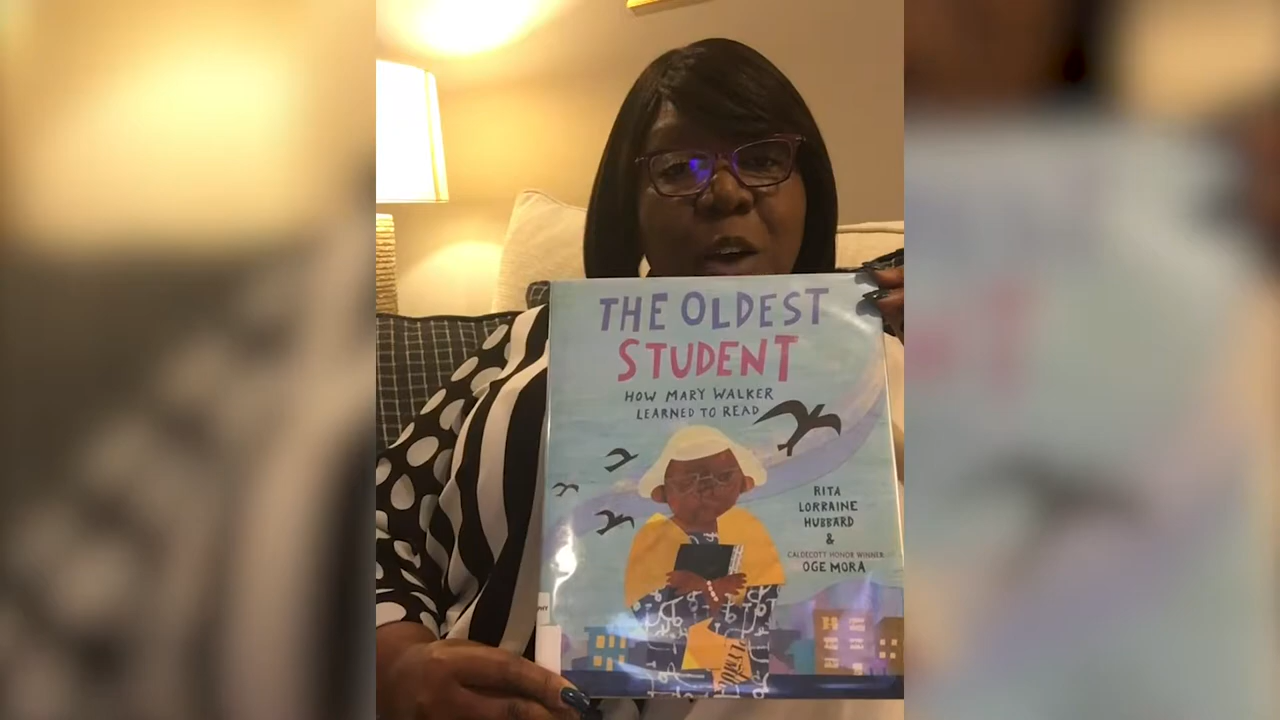 THE OLDEST
STUDENT
HOW MARY WALKER
LEARNED TO READ
RITA
LORRAINE
HUBBARD
&
CALDECOTT HONOR WINNER
OGE MORA